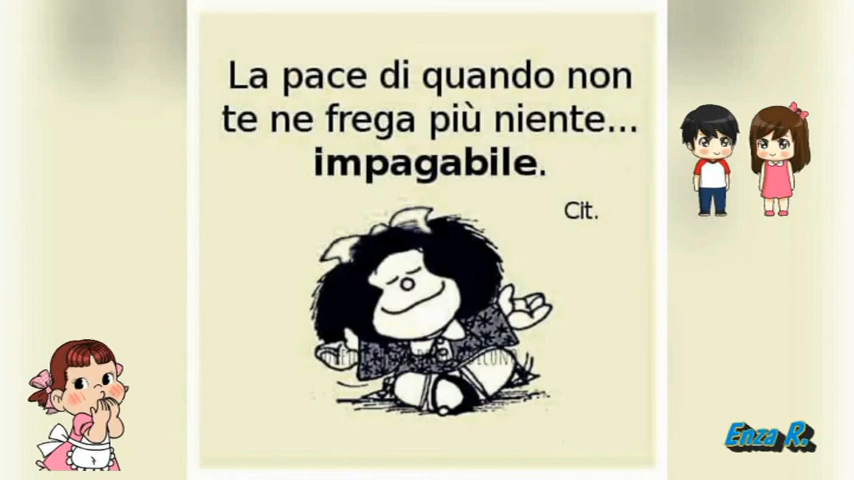 La pace di quando non
te ne frega più niente...
impagabile.
Cit.
Enza R.